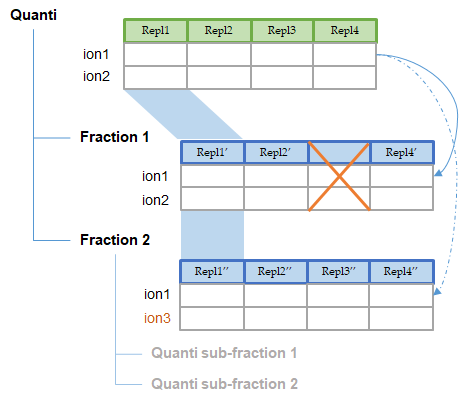 Quanti
Repl1 Repl2 Repl3 Repl4
ion1
ion2
Fraction 1
Repl1′ Repl2′ Repl4′
ion1
ion2
Fraction 2
Repl1′′ Repl2′′ Repl3′′ Repl4′′
ion1
ion3
Quanti sub-fraction 1
Quanti sub-fraction 2